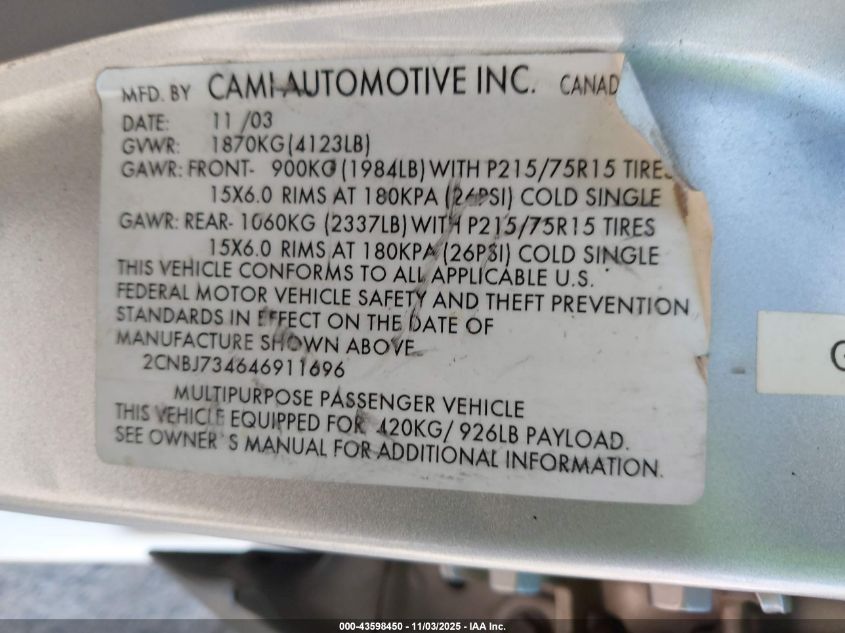 MFD. BY CAMI AUTOMOTIVE INC. CANAD
DATE: 11 /03
GVWR: 1870KG(4123LB)
GAWR: FRONT- 900KG (1984LB) WITH P215/75R15 TIRES
15X6.0 RIMS AT 180KPA (26PSI) COLD SINGLE
GAWR: REAR- 1060KG (2337LB) WITH P215/75R15 TIRES
15X6.0 RIMS AT 180KPA (26PSI) COLD SINGLE
THIS VEHICLE CONFORMS TO ALL APPLICABLE U.S.
FEDERAL MOTOR VEHICLE SAFETY AND THEFT PREVENTION
STANDARDS IN EFFECT ON THE DATE OF
MANUFACTURE SHOWN ABOVE
2CNBJ734646911696
MULTIPURPOSE PASSENGER VEHICLE
THIS VEHICLE EQUIPPED FOR 420KG/ 926LB PAYLOAD.
SEE OWNER'S MANUAL FOR ADDITIONAL INFORMATION.
G
000-43598450 - 11/03/2025 - IAA Inc.